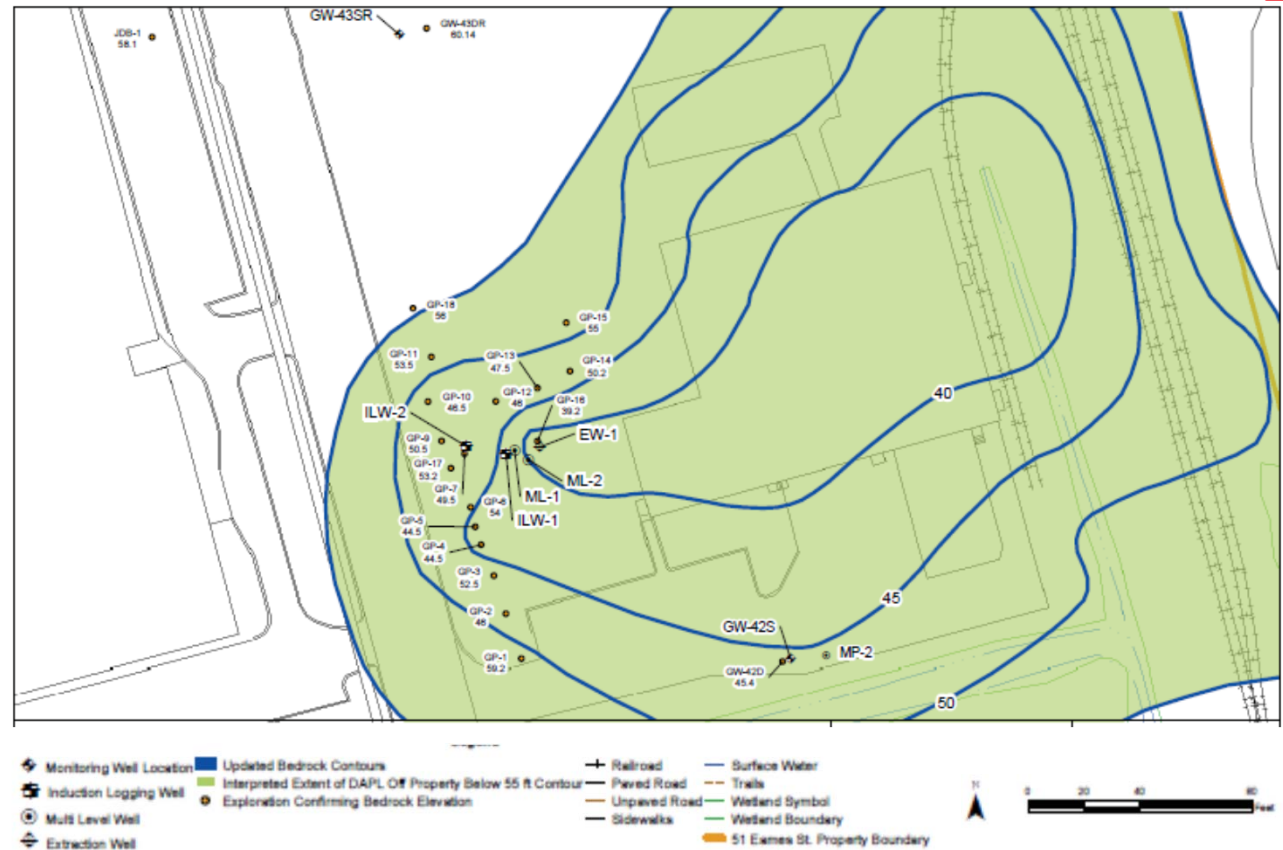 GW-43SR
GW-43DR
60.14
JDB-1
58.1
GP-18
56
GP-15
55
GP-11
53.5
GP-13
47.5
GP-14
50.2
GP-10
46.5
GP-12
46
GP-16
39.2
ILW-2
EW-1
40
GP-9
50.5
GP-17
53.2
ML-2
GP-7
49.5
ML-1
GP-6
54
ILW-1
GP-5
44.5
GP-4
44.5
GP-3
52.5
45
GP-2
46
GW-42S
GP-1
59.2
MP-2
GW-42D
45.4
50
Monitoring Well Location
Induction Logging Well
Multi Level Well
Extraction Well
Updated Bedrock Contours
Interpreted Extent of DAPL Off Property Below 55 ft Contour
Exploration Confirming Bedrock Elevation
Railroad
Paved Road
Unpaved Road
Sidewalks
Surface Water
Trails
Wetland Symbol
Wetland Boundary
51 Eames St. Property Boundary
N
0 20 40 80
Feet